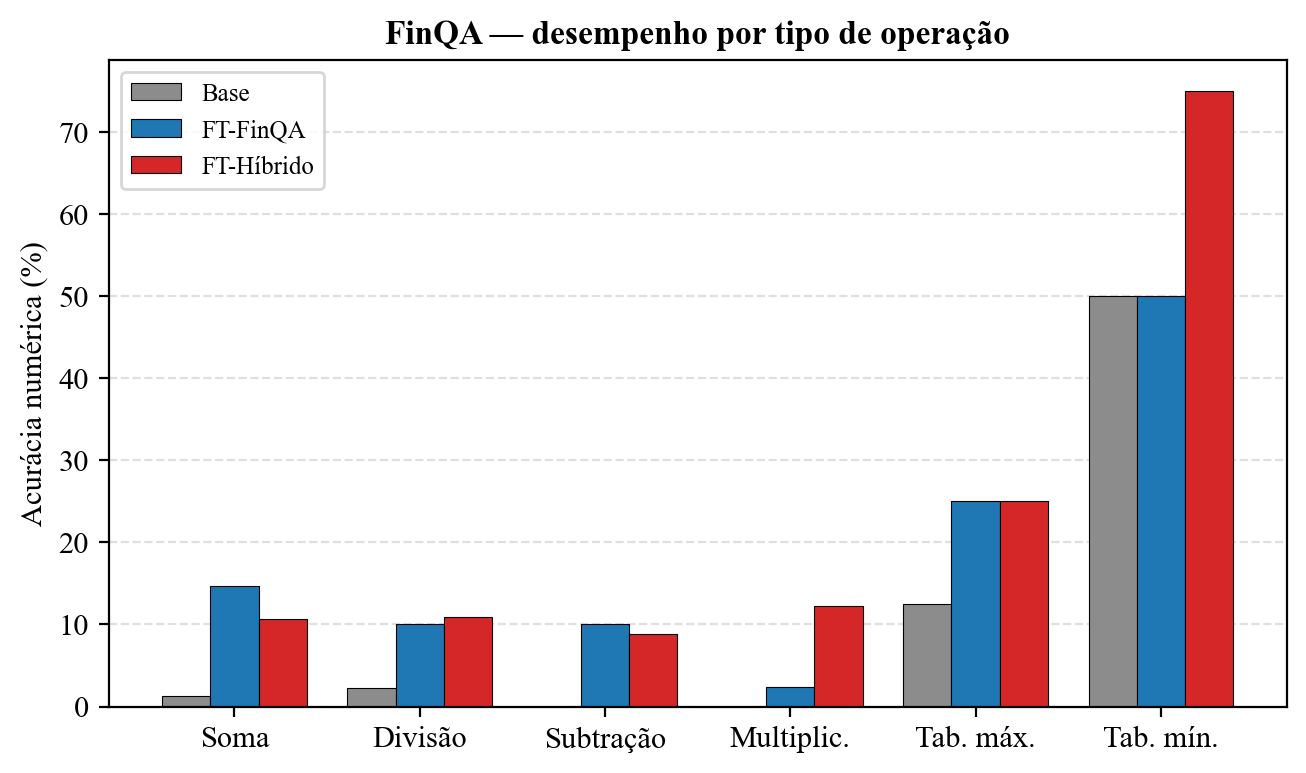 FinQA — desempenho por tipo de operação
Base
FT-FinQA
FT-Híbrido
Acurácia numérica (%)
70
60
50
40
30
20
10
0
Soma
Divisão
Subtração
Multiplic.
Tab. máx.
Tab. mín.